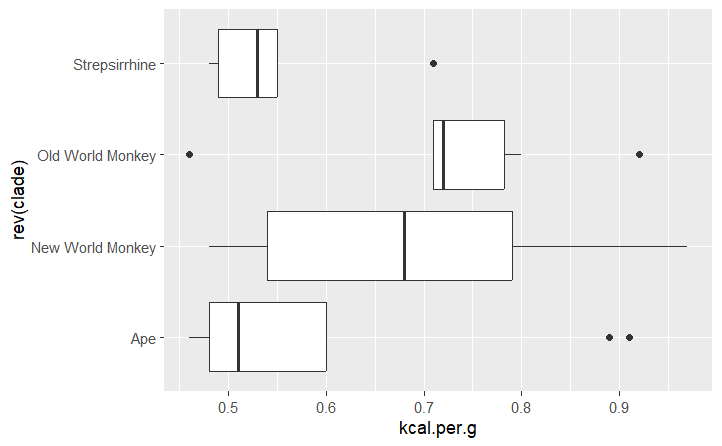 Strepsirrhine
Old World Monkey
New World Monkey
Ape
rev(clade)
0.5 0.6 0.7 0.8 0.9
kcal.per.g